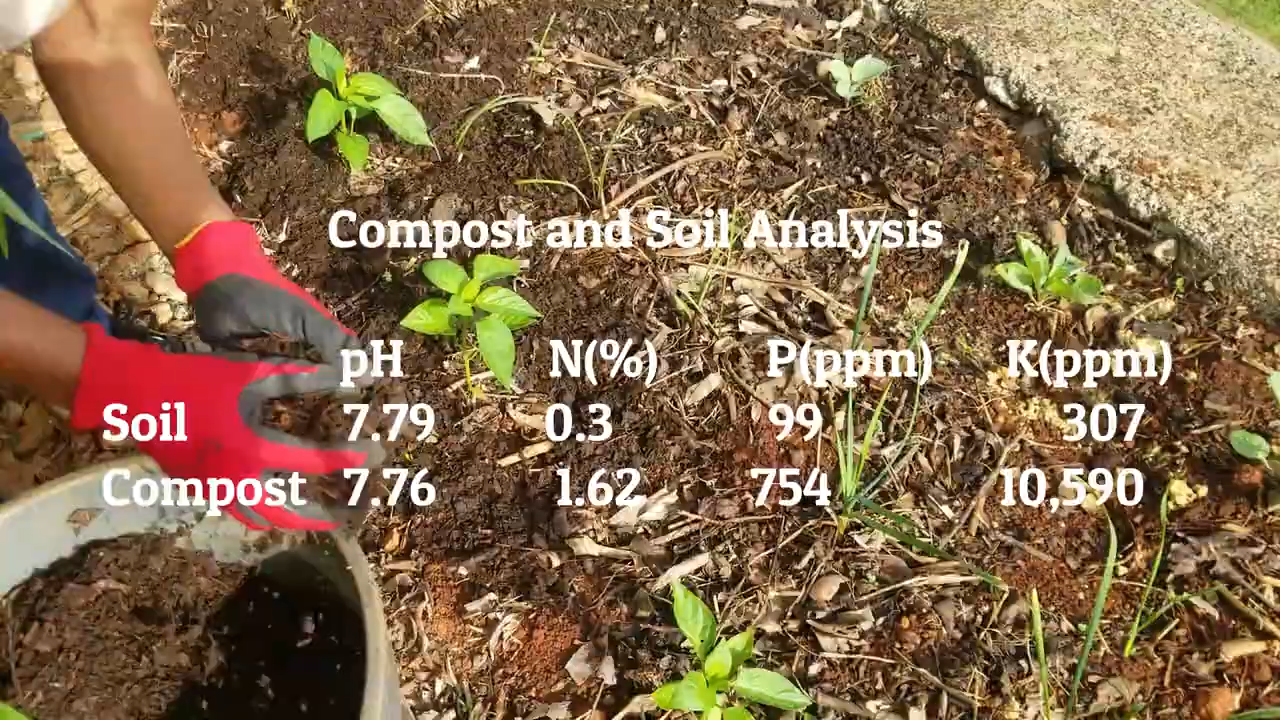 Compost and Soil Analysis
pH N(%) P(ppm) K(ppm)
Soil 7.79 0.3 99 307
Compost 7.76 1.62 754 10,590